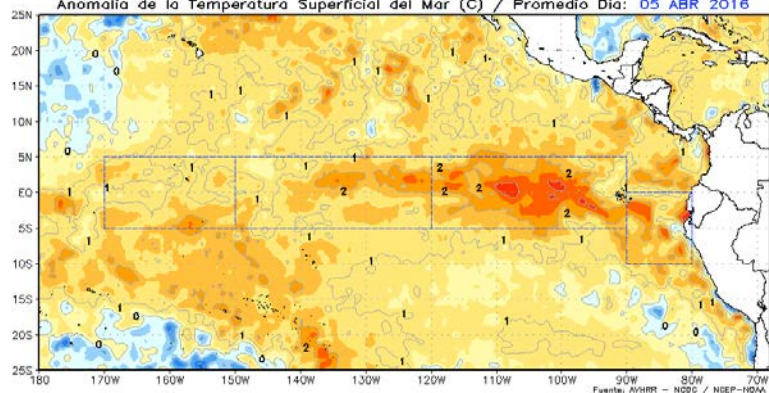 Anomalía de la Temperatura Superficial del Mar (C) / Promedio Dia: 05 ABR 2016
25N
20N
15N
10N
5N
EQ
5S
10S
15S
20S
25S
180 170W 160W 150W 140W 130W 120W 110W 100W 90W 80W 70W
Fuente: AVHRR - NCDC / NCEP-NOAA